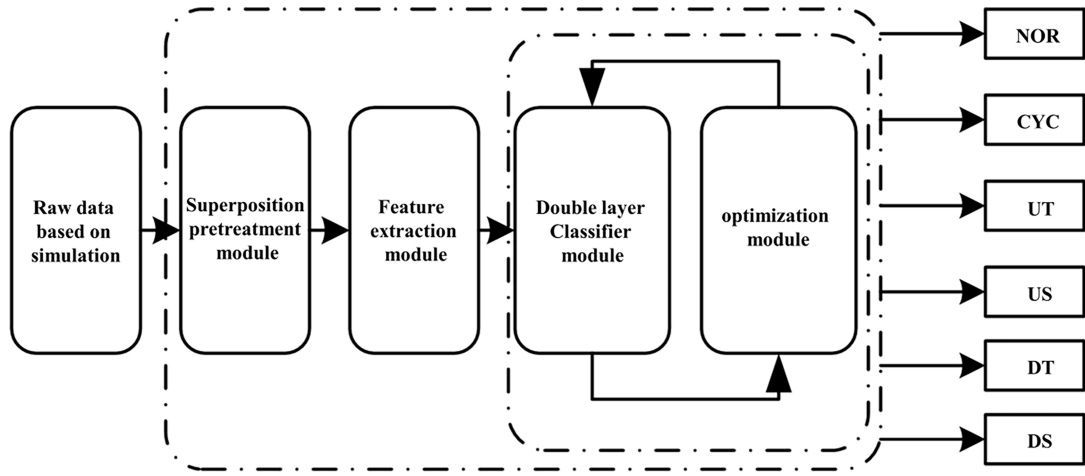 Raw data
based on
simulation
Superposition
pretreatment
module
Feature
extraction
module
Double layer
Classifier
module
optimization
module
NOR
CYC
UT
US
DT
DS